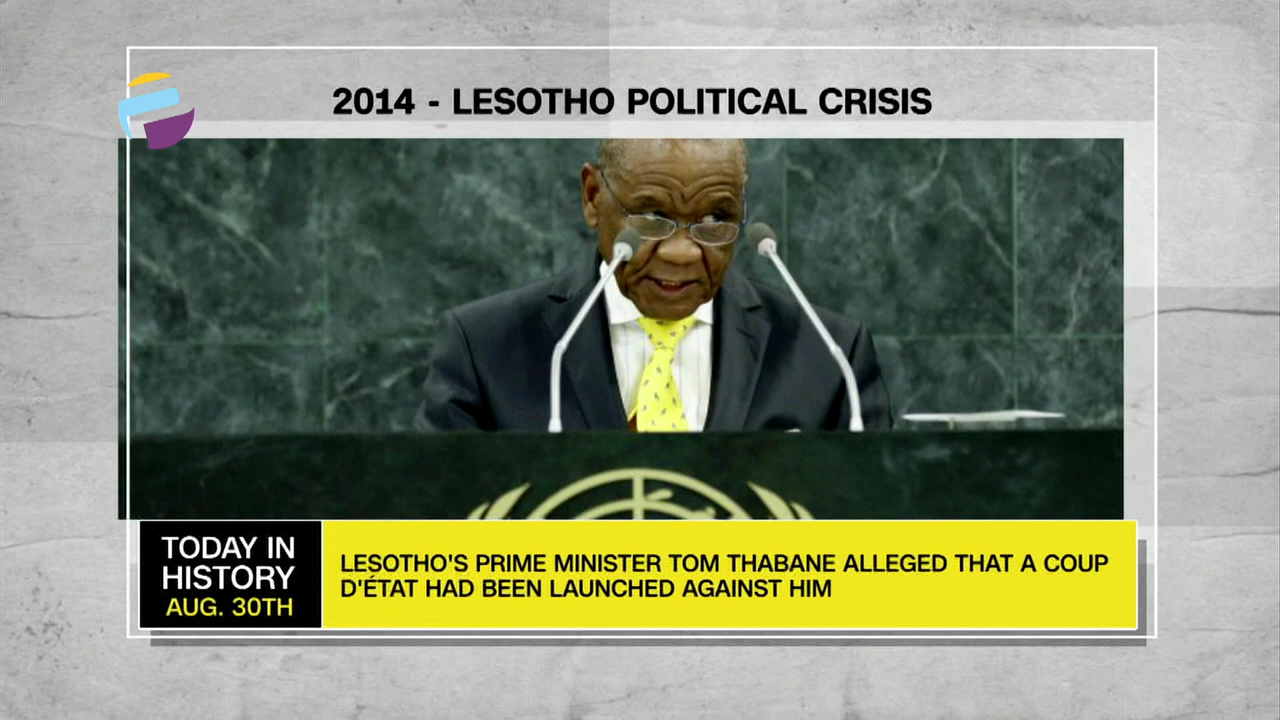 2014 - LESOTHO POLITICAL CRISIS
TODAY IN
HISTORY
AUG. 30TH
LESOTHO'S PRIME MINISTER TOM THABANE ALLEGED THAT A COUP
D'ÉTAT HAD BEEN LAUNCHED AGAINST HIM